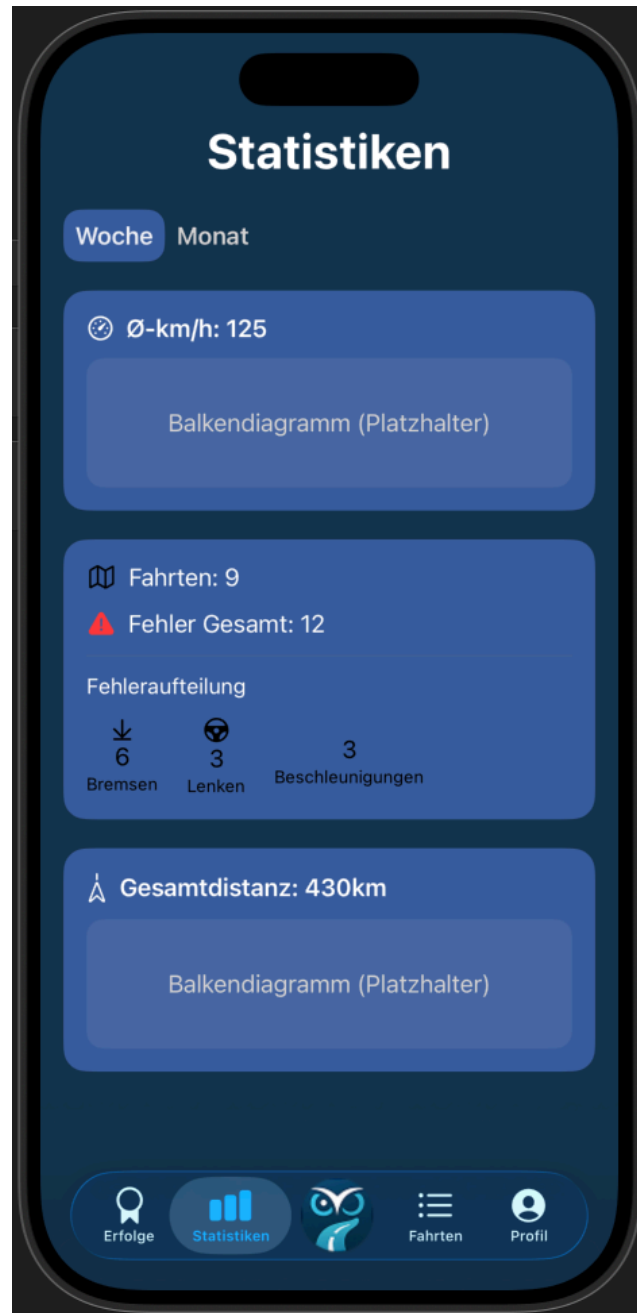 Statistiken
Woche Monat
Ø-km/h: 125
Balkendiagramm (Platzhalter)
Fahrten: 9
Fehler Gesamt: 12
Fehleraufteilung
6 3 3
Bremsen Lenken Beschleunigungen
Gesamtdistanz: 430km
Balkendiagramm (Platzhalter)
Erfolge Statistiken Fahrten Profil